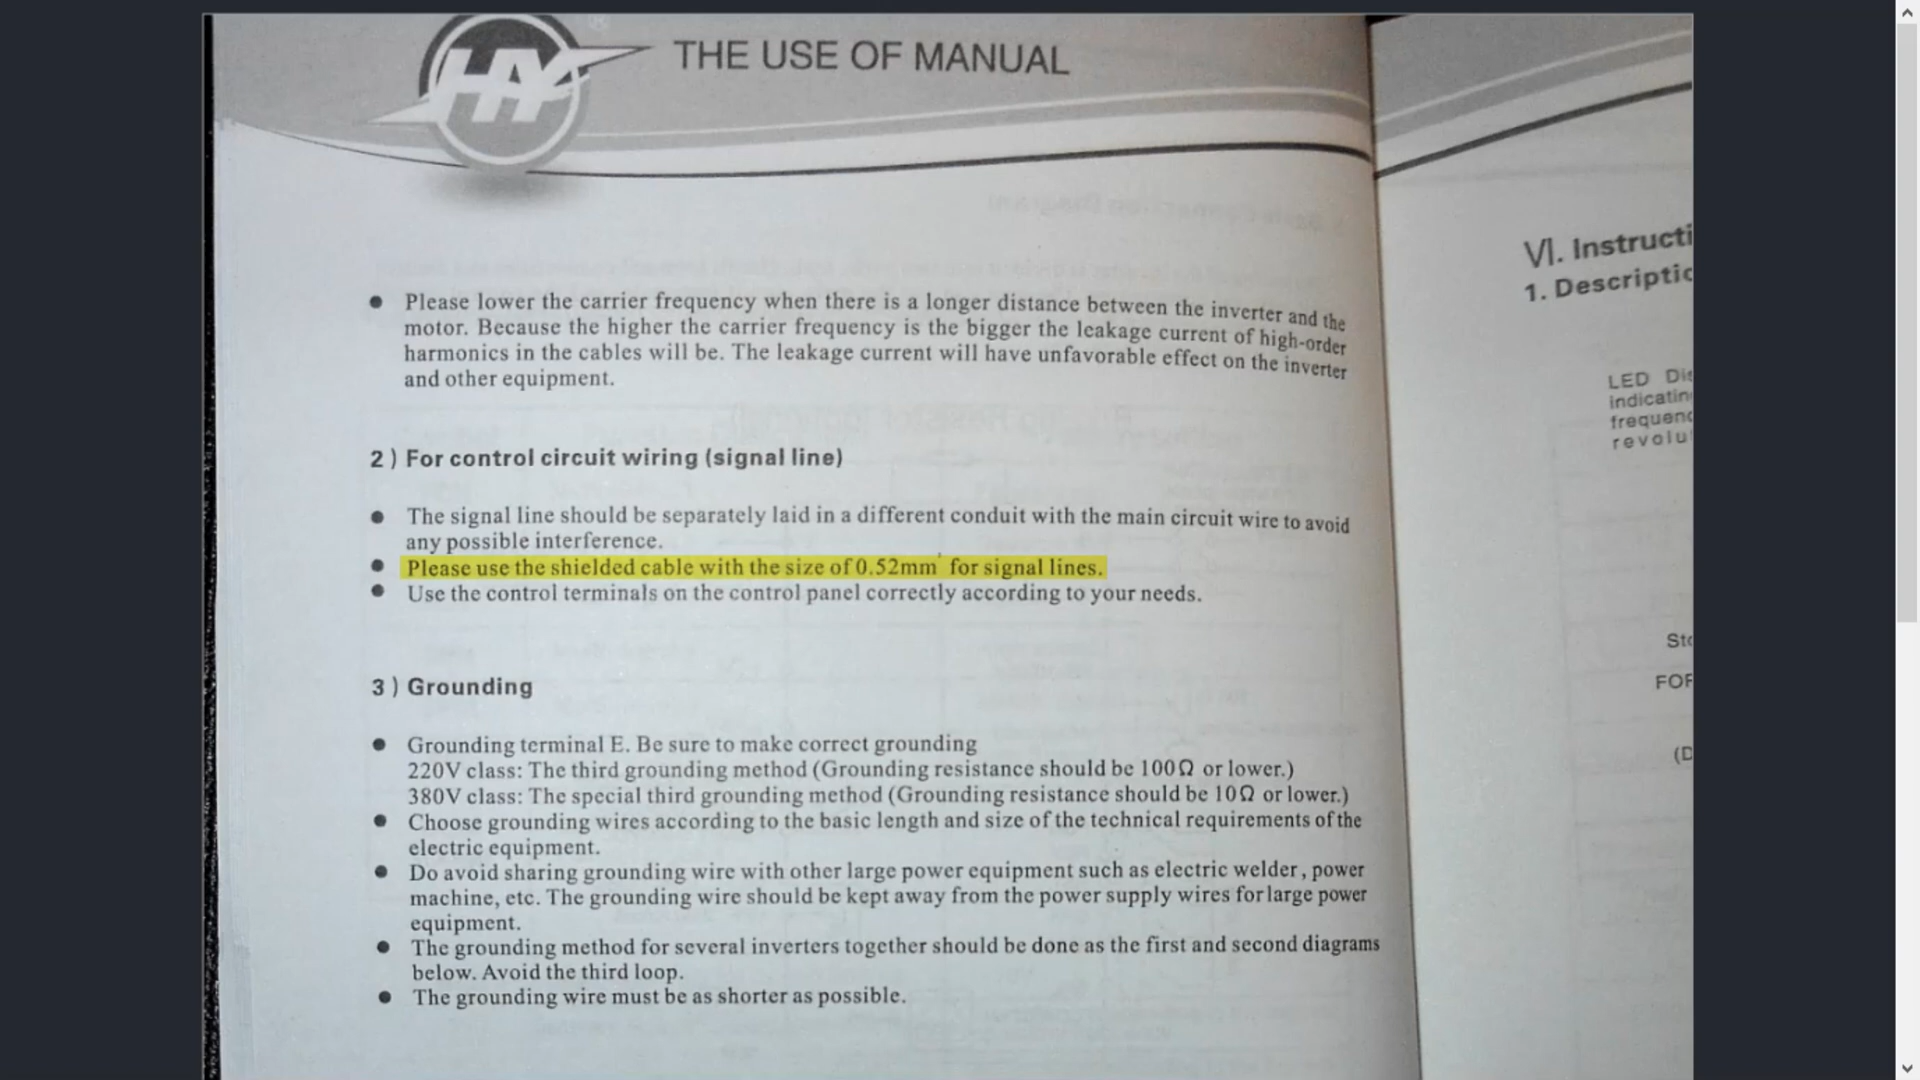 HY
THE USE OF MANUAL
● Please lower the carrier frequency when there is a longer distance between the inverter and the
motor. Because the higher the carrier frequency is the bigger the leakage current of high-order
harmonics in the cables will be. The leakage current will have unfavorable effect on the inverter
and other equipment.
2 ) For control circuit wiring (signal line)
● The signal line should be separately laid in a different conduit with the main circuit wire to avoid
any possible interference.
● Please use the shielded cable with the size of 0.52mm for signal lines.
● Use the control terminals on the control panel correctly according to your needs.
3 ) Grounding
● Grounding terminal E. Be sure to make correct grounding
220V class: The third grounding method (Grounding resistance should be 100Ω or lower.)
380V class: The special third grounding method (Grounding resistance should be 10Ω or lower.)
● Choose grounding wires according to the basic length and size of the technical requirements of the
electric equipment.
● Do avoid sharing grounding wire with other large power equipment such as electric welder, power
machine, etc. The grounding wire should be kept away from the power supply wires for large power
equipment.
● The grounding method for several inverters together should be done as the first and second diagrams
below. Avoid the third loop.
● The grounding wire must be as shorter as possible.
VI. Instructi
1. Descriptic
LED Dis
indicatin
frequenc
revolu
Sto
FOR
(D